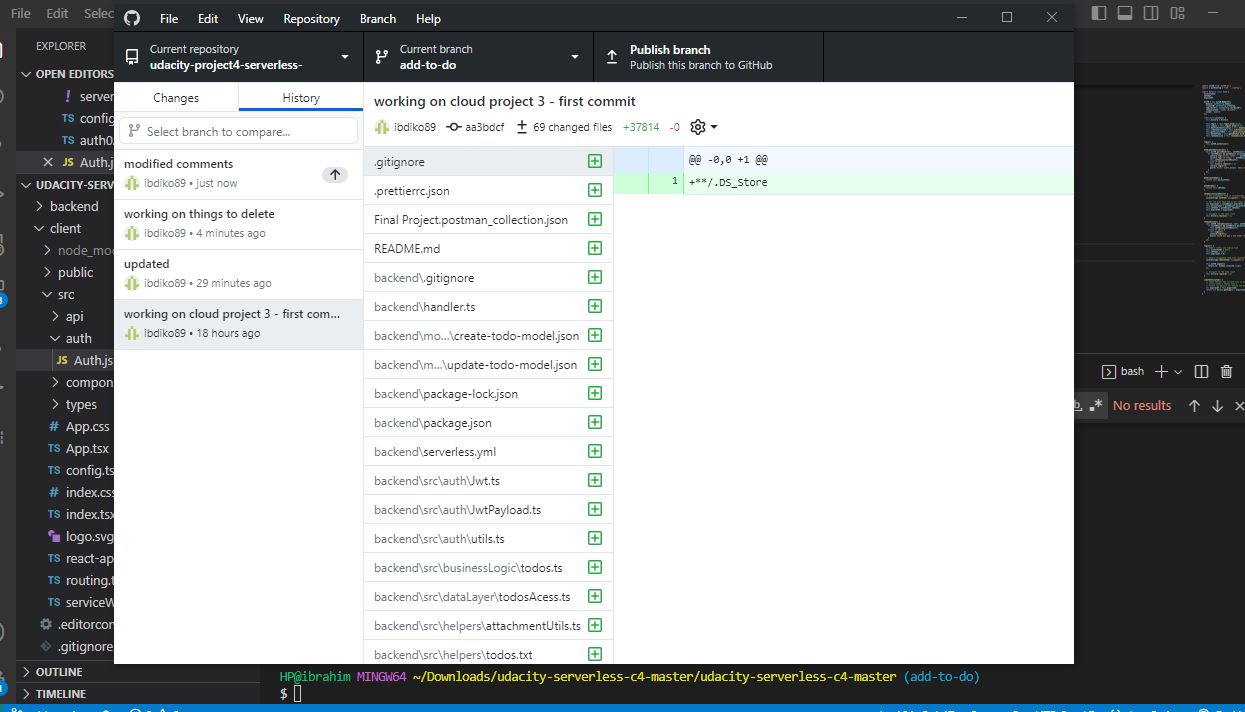 File Edit Selec
File Edit View Repository Branch Help
EXPLORER
OPEN EDITORS
server
TS config
TS auth0
JS Auth.j
UDACITY-SERV
backend
client
node_mod
public
src
api
auth
JS Auth.js
compon
types
# App.css
TS App.tsx
TS config.ts
# index.css
TS index.tsx
logo.svg
TS react-ap
TS routing.t
TS serviceW
.editorcon
.gitignore
OUTLINE
TIMELINE
Current repository
udacity-project4-serverless-
Current branch
add-to-do
Publish branch
Publish this branch to GitHub
Changes History
Select branch to compare...
modified comments
ibdiko89 • just now
working on things to delete
ibdiko89 • 4 minutes ago
updated
ibdiko89 • 29 minutes ago
working on cloud project 3 - first com...
ibdiko89 • 18 hours ago
working on cloud project 3 - first commit
ibdiko89 aa3bdcf 69 changed files +37814 -0
.gitignore
.prettierrc.json
Final Project.postman_collection.json
README.md
backend\.gitignore
backend\handler.ts
backend\mo...\create-todo-model.json
backend\m...\update-todo-model.json
backend\package-lock.json
backend\package.json
backend\serverless.yml
backend\src\auth\Jwt.ts
backend\src\auth\JwtPayload.ts
backend\src\auth\utils.ts
backend\src\businessLogic\todos.ts
backend\src\dataLayer\todosAcess.ts
backend\src\helpers\attachmentUtils.ts
backend\src\helpers\todos.txt
@@ -0,0 +1 @@
1 +**/.DS_Store
bash
No results
HP@ibrahim MINGW64 ~/Downloads/udacity-serverless-c4-master/udacity-serverless-c4-master (add-to-do)
$